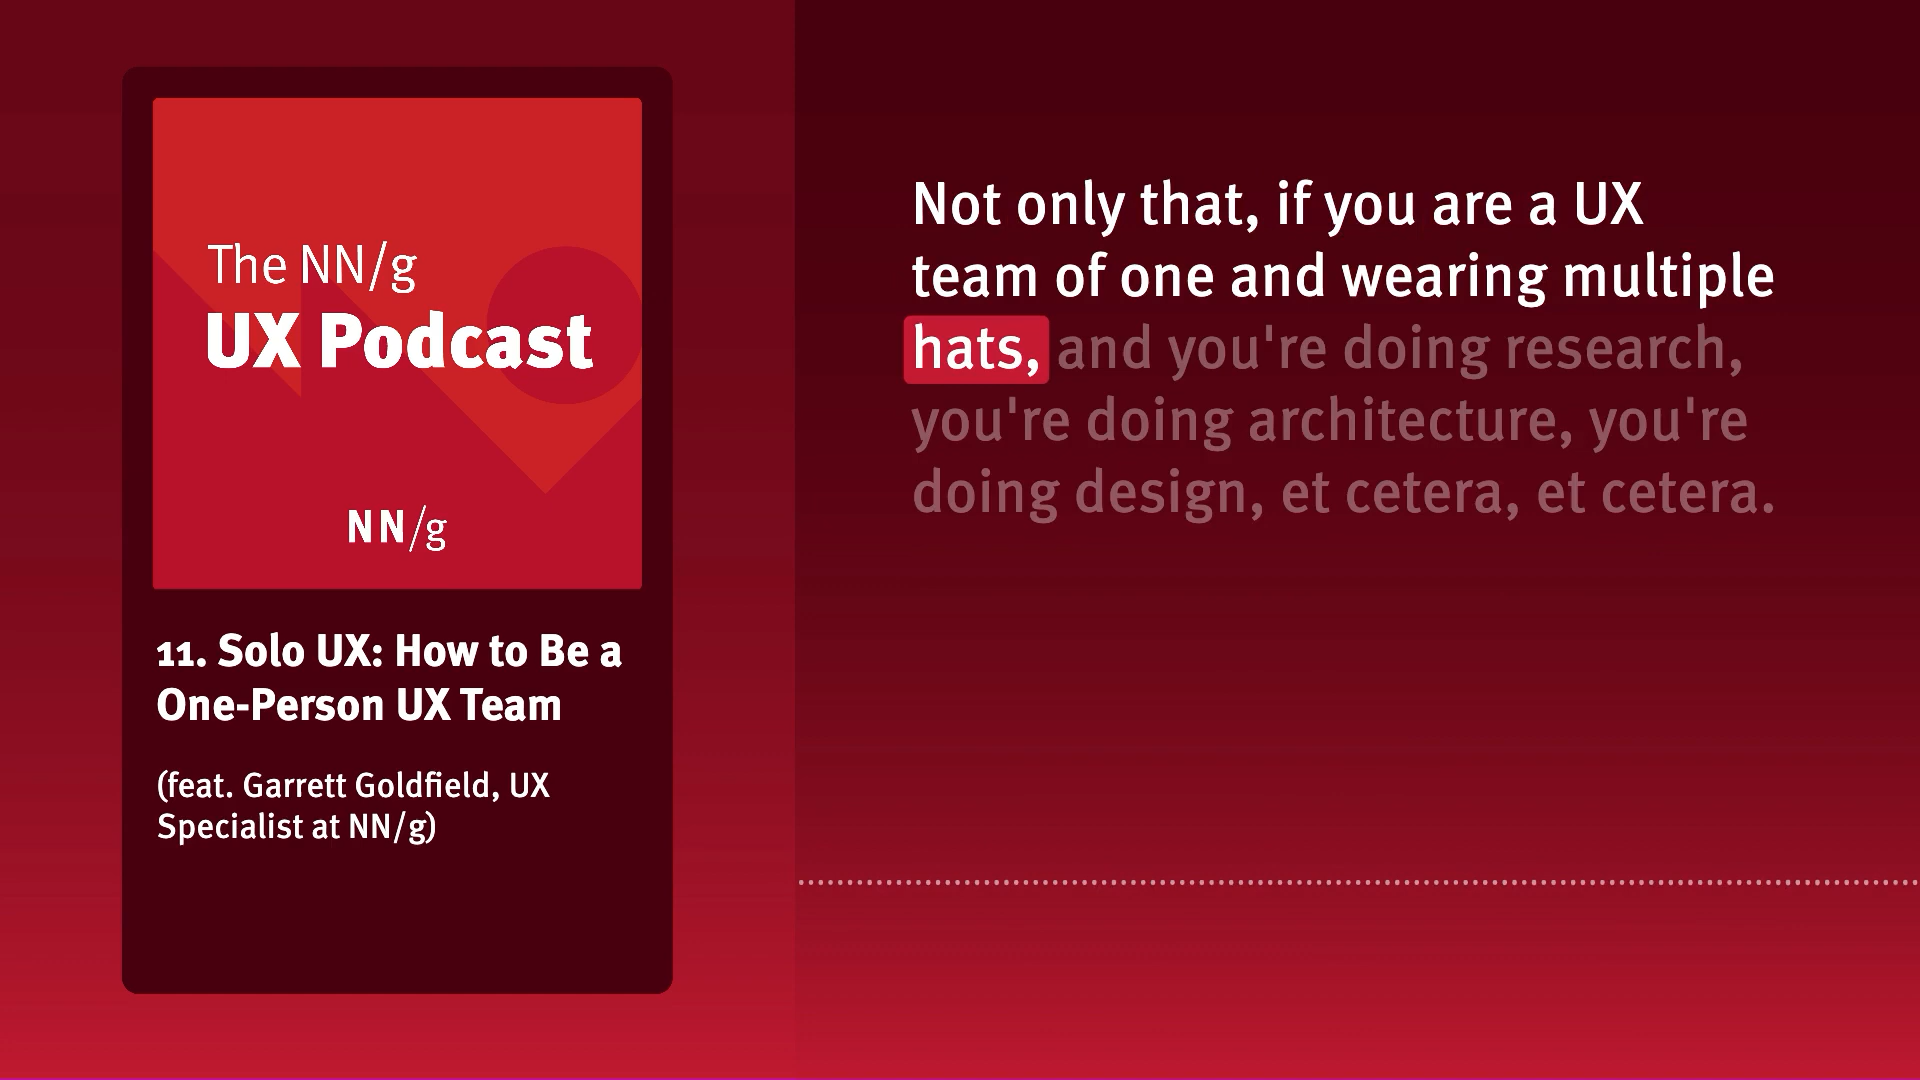 The NN/g
UX Podcast
NN/g
11. Solo UX: How to Be a
One-Person UX Team
(feat. Garrett Goldfield, UX
Specialist at NN/g)
Not only that, if you are a UX
team of one and wearing multiple
hats, and you're doing research,
you're doing architecture, you're
doing design, et cetera, et cetera.